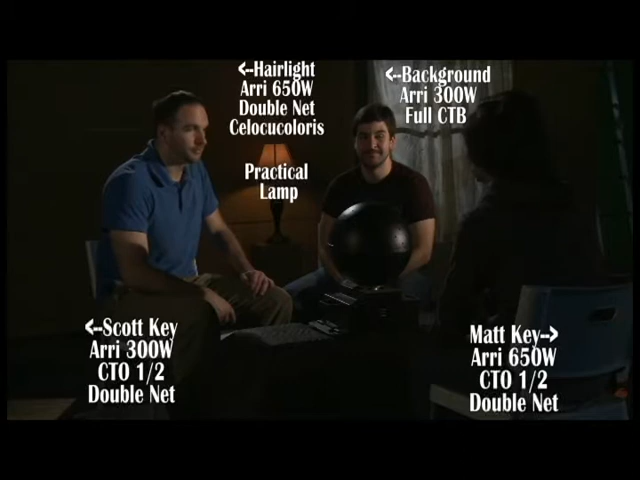 <--Hairlight
Arri 650W
Double Net
Celocucoloris
<--Background
Arri 300W
Full CTB
Practical
Lamp
<--Scott Key
Arri 300W
CTO 1/2
Double Net
Matt Key-->
Arri 650W
CTO 1/2
Double Net